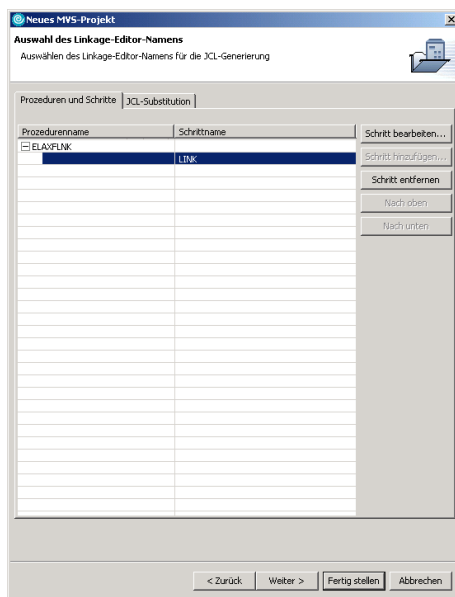 Neues MVS-Projekt
Auswahl des Linkage-Editor-Namens
Auswählen des Linkage-Editor-Namens für die JCL-Generierung
Prozeduren und Schritte JCL-Substitution
Prozedurenname Schrittname
ELAXFLNK
LINK
Schritt bearbeiten...
Schritt hinzufügen...
Schritt entfernen
Nach oben
Nach unten
< Zurück Weiter > Fertig stellen Abbrechen